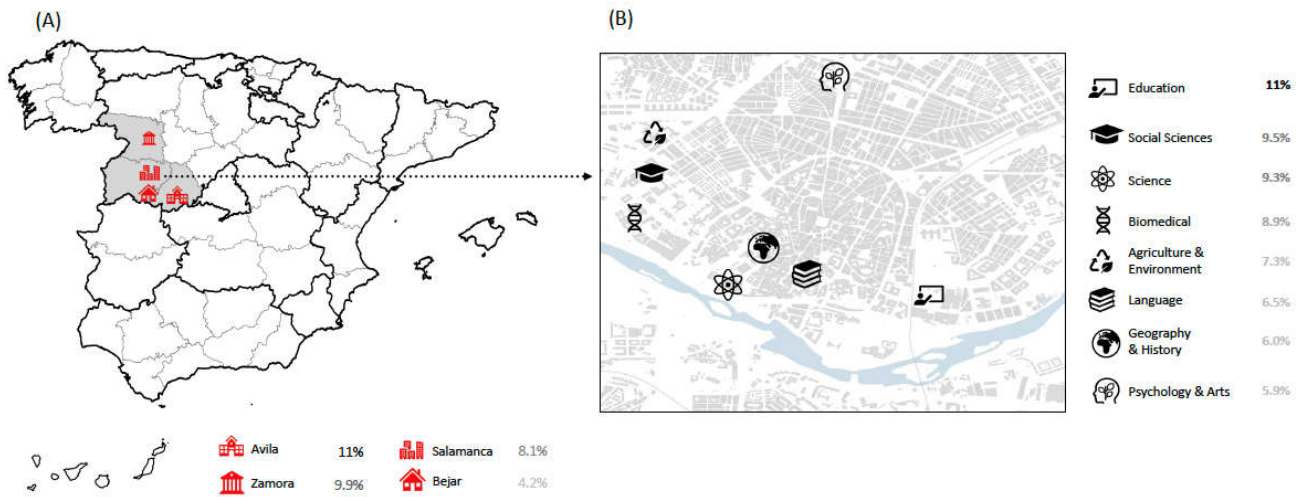 (A)
(B)
Education 11%
Social Sciences 9.5%
Science 9.3%
Biomedical 8.9%
Agriculture &
Environment 7.3%
Language 6.5%
Geography
& History 6.0%
Psychology & Arts 5.9%
Avila 11% Salamanca 8.1%
Zamora 9.9% Bejar 4.2%